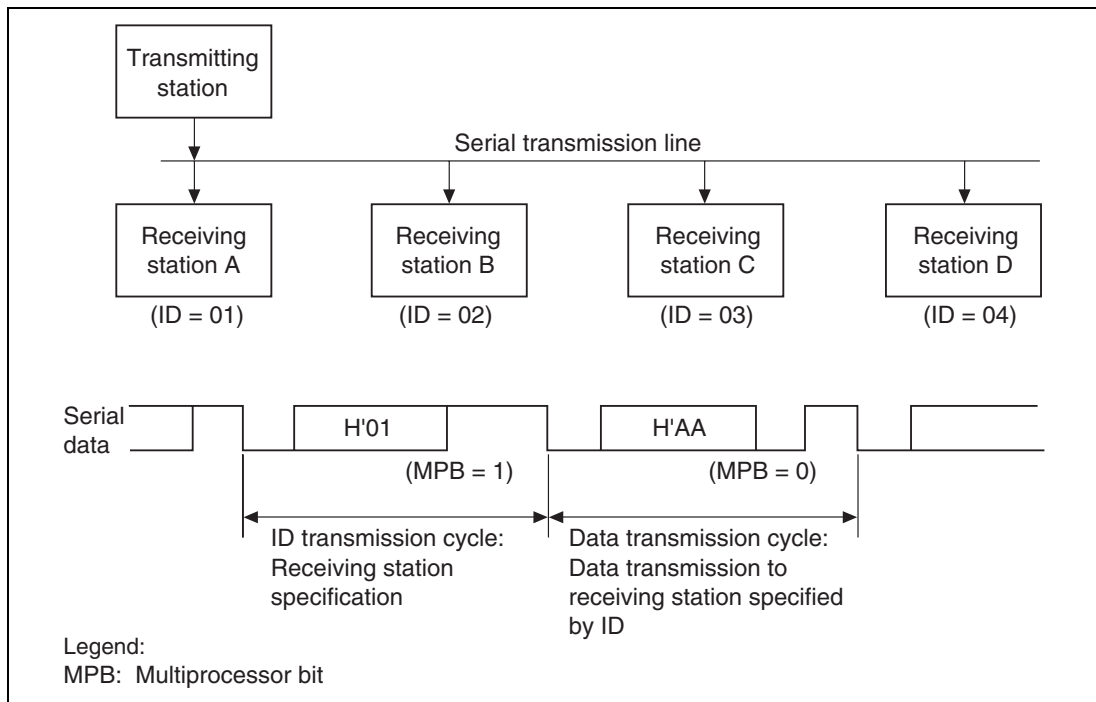 Transmitting
station
Serial transmission line
Receiving
station A
Receiving
station B
Receiving
station C
Receiving
station D
(ID = 01)
(ID = 02)
(ID = 03)
(ID = 04)
Serial
data
H'01
H'AA
(MPB = 1)
(MPB = 0)
ID transmission cycle:
Receiving station
specification
Data transmission cycle:
Data transmission to
receiving station specified
by ID
Legend:
MPB: Multiprocessor bit